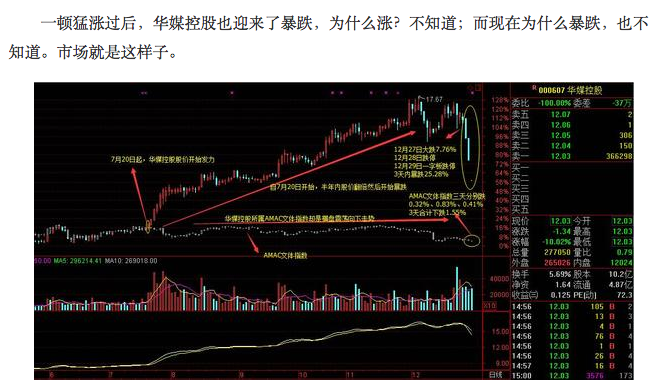 一顿猛涨过后，华媒控股也迎来了暴跌，为什么涨？不知道；而现在为什么暴跌，也不
知道。市场就是这样子。
R 000607 华媒控股
委比 -100.00% 委差 -37万
卖五 12.07 2
卖四 12.06 1
卖三 12.05 306
卖二 12.04 150
卖一 12.03 366298
买一
买二
买三
买四
买五
现价 12.03 今开 12.03
涨跌 -1.34 最高 12.03
涨幅 -10.02% 最低 12.03
总量 277050 量比 0.79
外盘 265026 内盘 12024
换手 5.69% 股本 10.2亿
净资 1.64 流通 4.87亿
收益㈢ 0.125 PE(动) 72.3
14:56 12.03 105 B 2
14:56 12.03 13 B 3
14:56 12.03 4 B 1
14:56 12.03 76 B 4
14:56 12.03 1 B 1
14:56 12.03 26 B 4
14:57 12.03 16 B 4
15:00 12.03 3576 173
17.67
128%
120%
112%
104%
96%
88%
80%
72%
64%
56%
48%
40%
32%
24%
16%
8%
0%
7月20日起，华媒控股股价开始发力
12月27日大跌7.76%
12月28日跌停
12月29日一字板跌停
3天内暴跌25.28%
自7月20日开始，半年内股价翻倍然后开始暴跌
AMAC文体指数三天分别跌
0.32%、0.83%、0.41%
3天合计下跌1.55%
华媒控股所属AMAC文体指数却是横盘震荡向下走势
AMAC文体指数
00.00 MA5: 296214.41 MA10: 269018.00
40000
20000
X10
15.00
12.00
9.00
6 7 8 9 10 11 12 日线